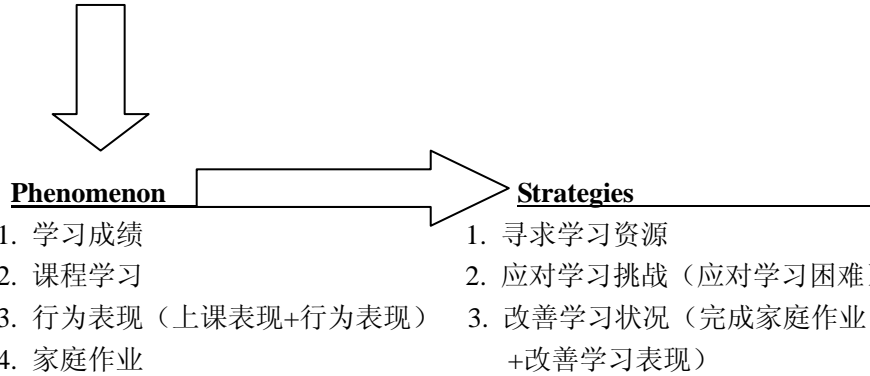 Phenomenon
1. 学习成绩
2. 课程学习
3. 行为表现（上课表现+行为表现）
4. 家庭作业
Strategies
1. 寻求学习资源
2. 应对学习挑战（应对学习困难）
3. 改善学习状况（完成家庭作业
+改善学习表现）